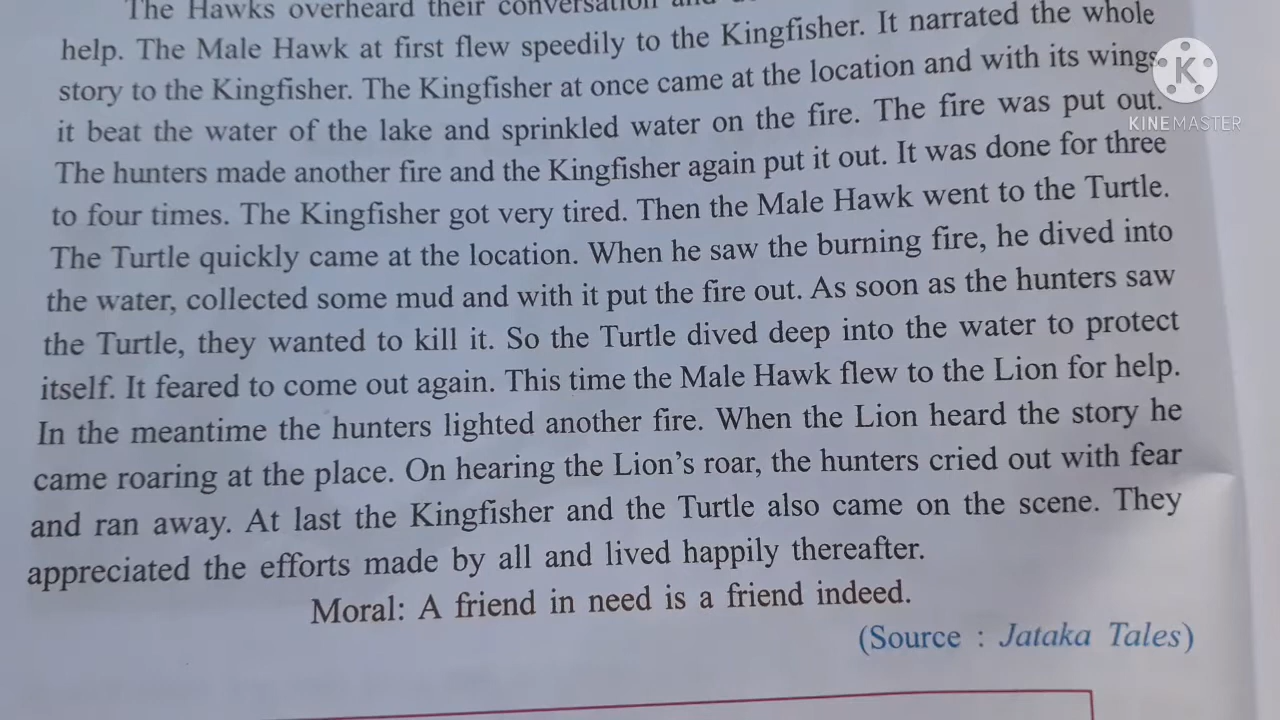 The Hawks overheard their conversation and
help. The Male Hawk at first flew speedily to the Kingfisher. It narrated the whole
story to the Kingfisher. The Kingfisher at once came at the location and with its wings
it beat the water of the lake and sprinkled water on the fire. The fire was put out.
The hunters made another fire and the Kingfisher again put it out. It was done for three
to four times. The Kingfisher got very tired. Then the Male Hawk went to the Turtle.
The Turtle quickly came at the location. When he saw the burning fire, he dived into
the water, collected some mud and with it put the fire out. As soon as the hunters saw
the Turtle, they wanted to kill it. So the Turtle dived deep into the water to protect
itself. It feared to come out again. This time the Male Hawk flew to the Lion for help.
In the meantime the hunters lighted another fire. When the Lion heard the story he
came roaring at the place. On hearing the Lion's roar, the hunters cried out with fear
and ran away. At last the Kingfisher and the Turtle also came on the scene. They
appreciated the efforts made by all and lived happily thereafter.
Moral: A friend in need is a friend indeed.
(Source : Jataka Tales)
K
KINEMASTER